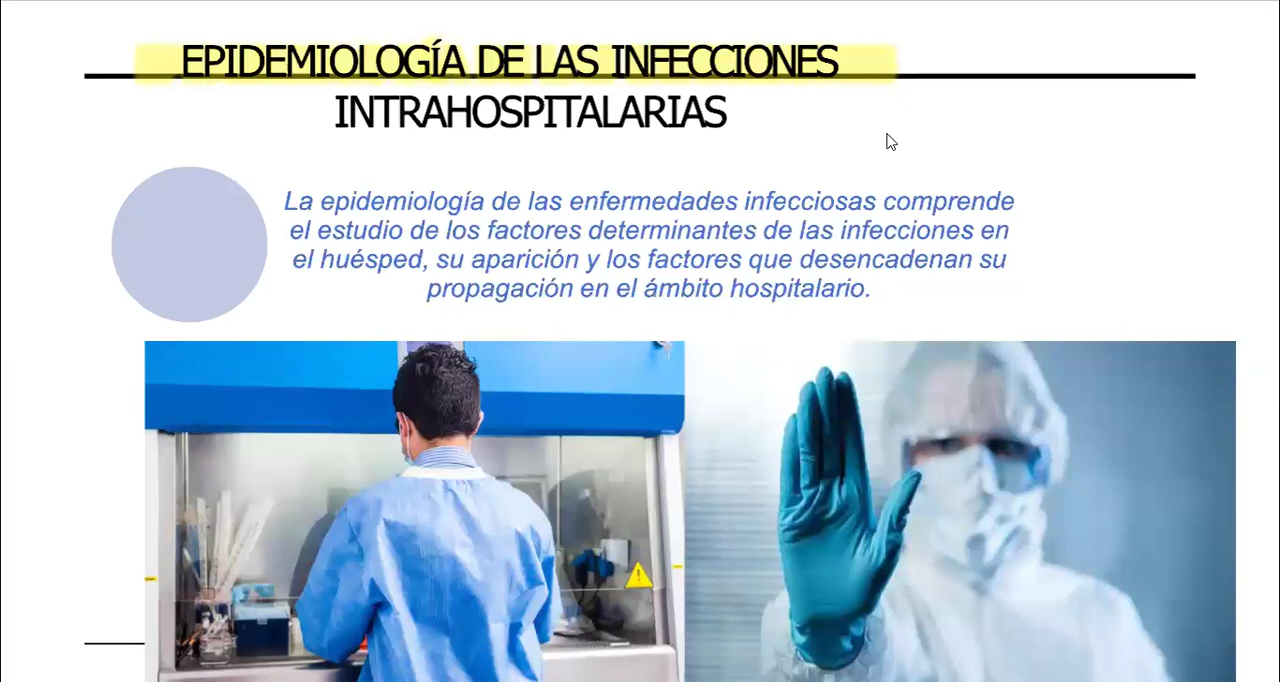 EPIDEMIOLOGÍA DE LAS INFECCIONES
INTRAHOSPITALARIAS
La epidemiología de las enfermedades infecciosas comprende
el estudio de los factores determinantes de las infecciones en
el huésped, su aparición y los factores que desencadenan su
propagación en el ámbito hospitalario.